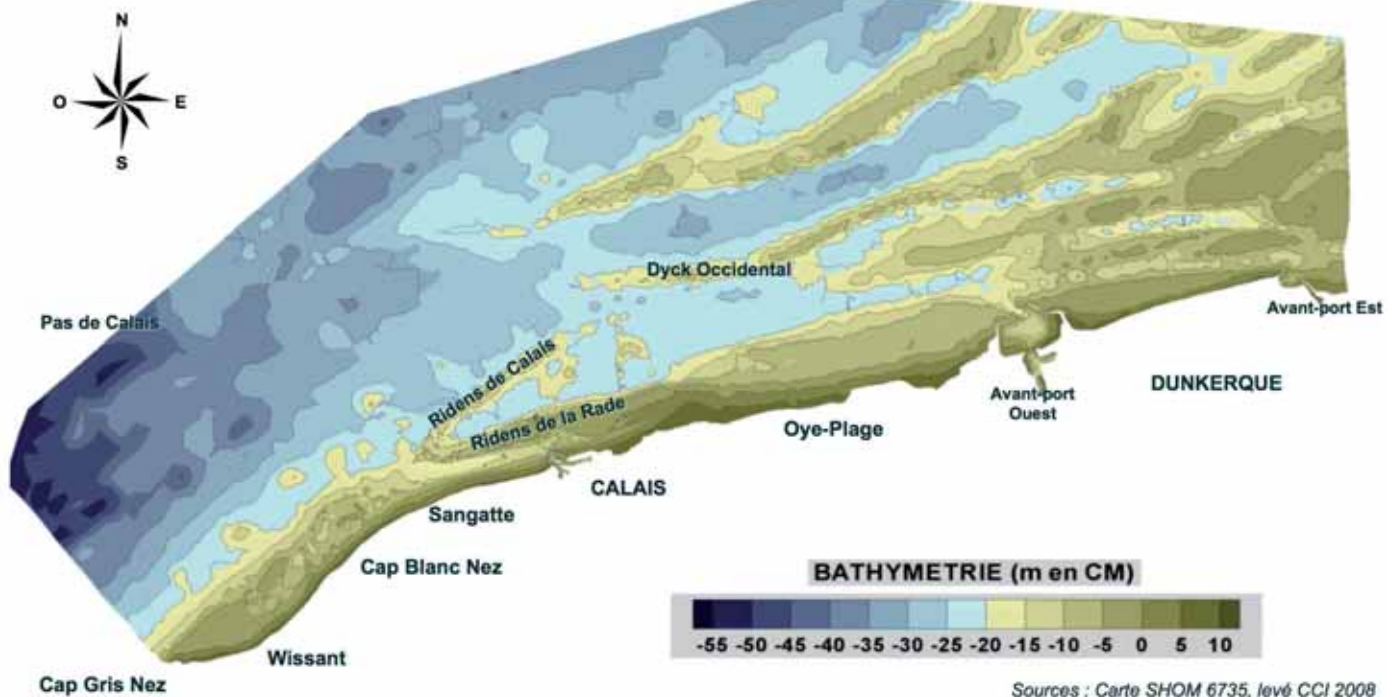 N
O
E
S
Pas de Calais
Dyck Occidental
Ridens de Calais
Ridens de la Rade
Avant-port Est
DUNKERQUE
Avant-port
Ouest
Oye-Plage
CALAIS
Sangatte
Cap Blanc Nez
Wissant
Cap Gris Nez
BATHYMETRIE (m en CM)
-55 -50 -45 -40 -35 -30 -25 -20 -15 -10 -5 0 5 10
Sources : Carte SHOM 6735, levé CCI 2008